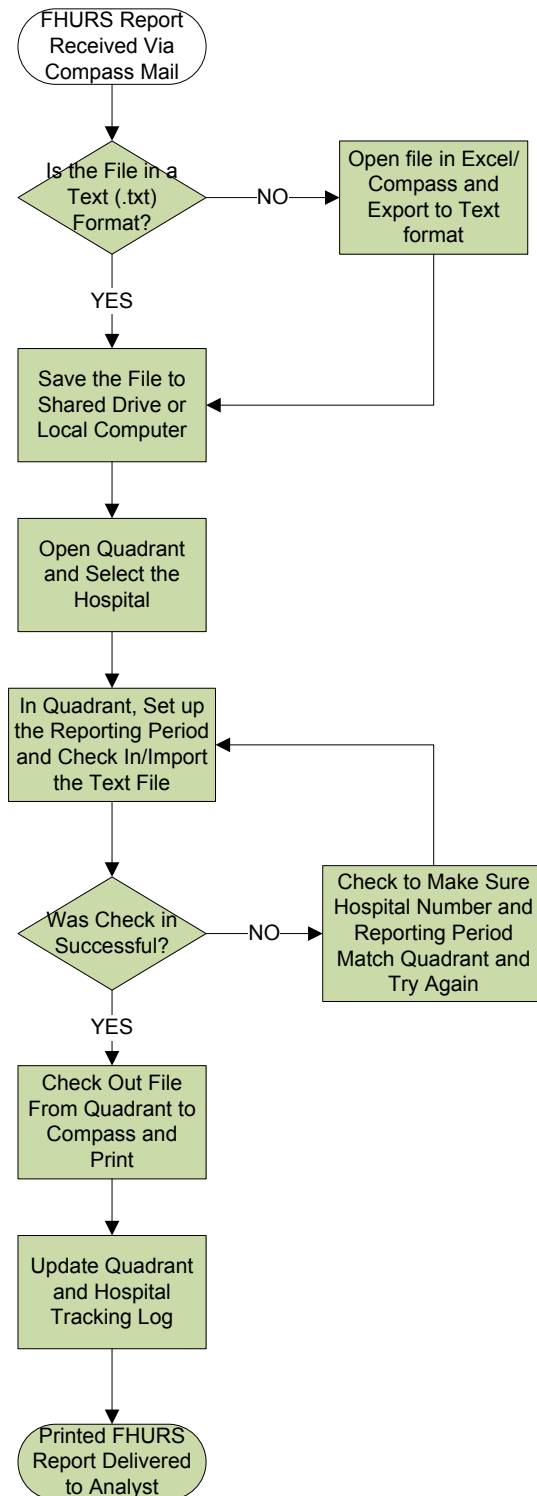 FHURS Report
Received Via
Compass Mail
Is the File in a
Text (.txt)
Format?
NO
Open file in Excel/
Compass and
Export to Text
format
YES
Save the File to
Shared Drive or
Local Computer
Open Quadrant
and Select the
Hospital
In Quadrant, Set up
the Reporting Period
and Check In/Import
the Text File
Was Check in
Successful?
NO
Check to Make Sure
Hospital Number and
Reporting Period
Match Quadrant and
Try Again
YES
Check Out File
From Quadrant to
Compass and
Print
Update Quadrant
and Hospital
Tracking Log
Printed FHURS
Report Delivered
to Analyst